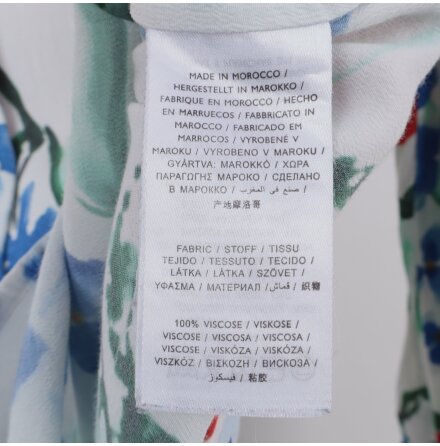 MADE IN MOROCCO /
HERGESTELLT IN MAROKKO /
FABRIQUE EN MOROCCO / HECHO
EN MARRUECOS / FABBRICATO IN
MAROCCO / FABRICADO EM
MARROCOS / VYROBENO V
MAROKU / VYROBENO V MAROKU /
GYÁRTVA: MAROKKÓ / ΧΩΡΑ
ΠΑΡΑΓΩΓΗΣ ΜΑΡΟΚΟ / СДЕЛАНО
В МАРОККО / صنع في المغرب /
产地摩洛哥
FABRIC / STOFF / TISSU
TEJIDO / TESSUTO / TECIDO /
LÁTKA / LÁTKA / SZÖVET /
ΥΦΑΣΜΑ / МАТЕРИАЛ / قماش / 织物
100% VISCOSE / VISKOSE /
VISCOSE / VISCOSA / VISCOSA /
VISCOSE / VISKÓZA / VISKÓZA /
VISZKÓZ / ΒΙΣΚΟΖΗ / ВИСКОЗА /
فيسكوز / 粘胶